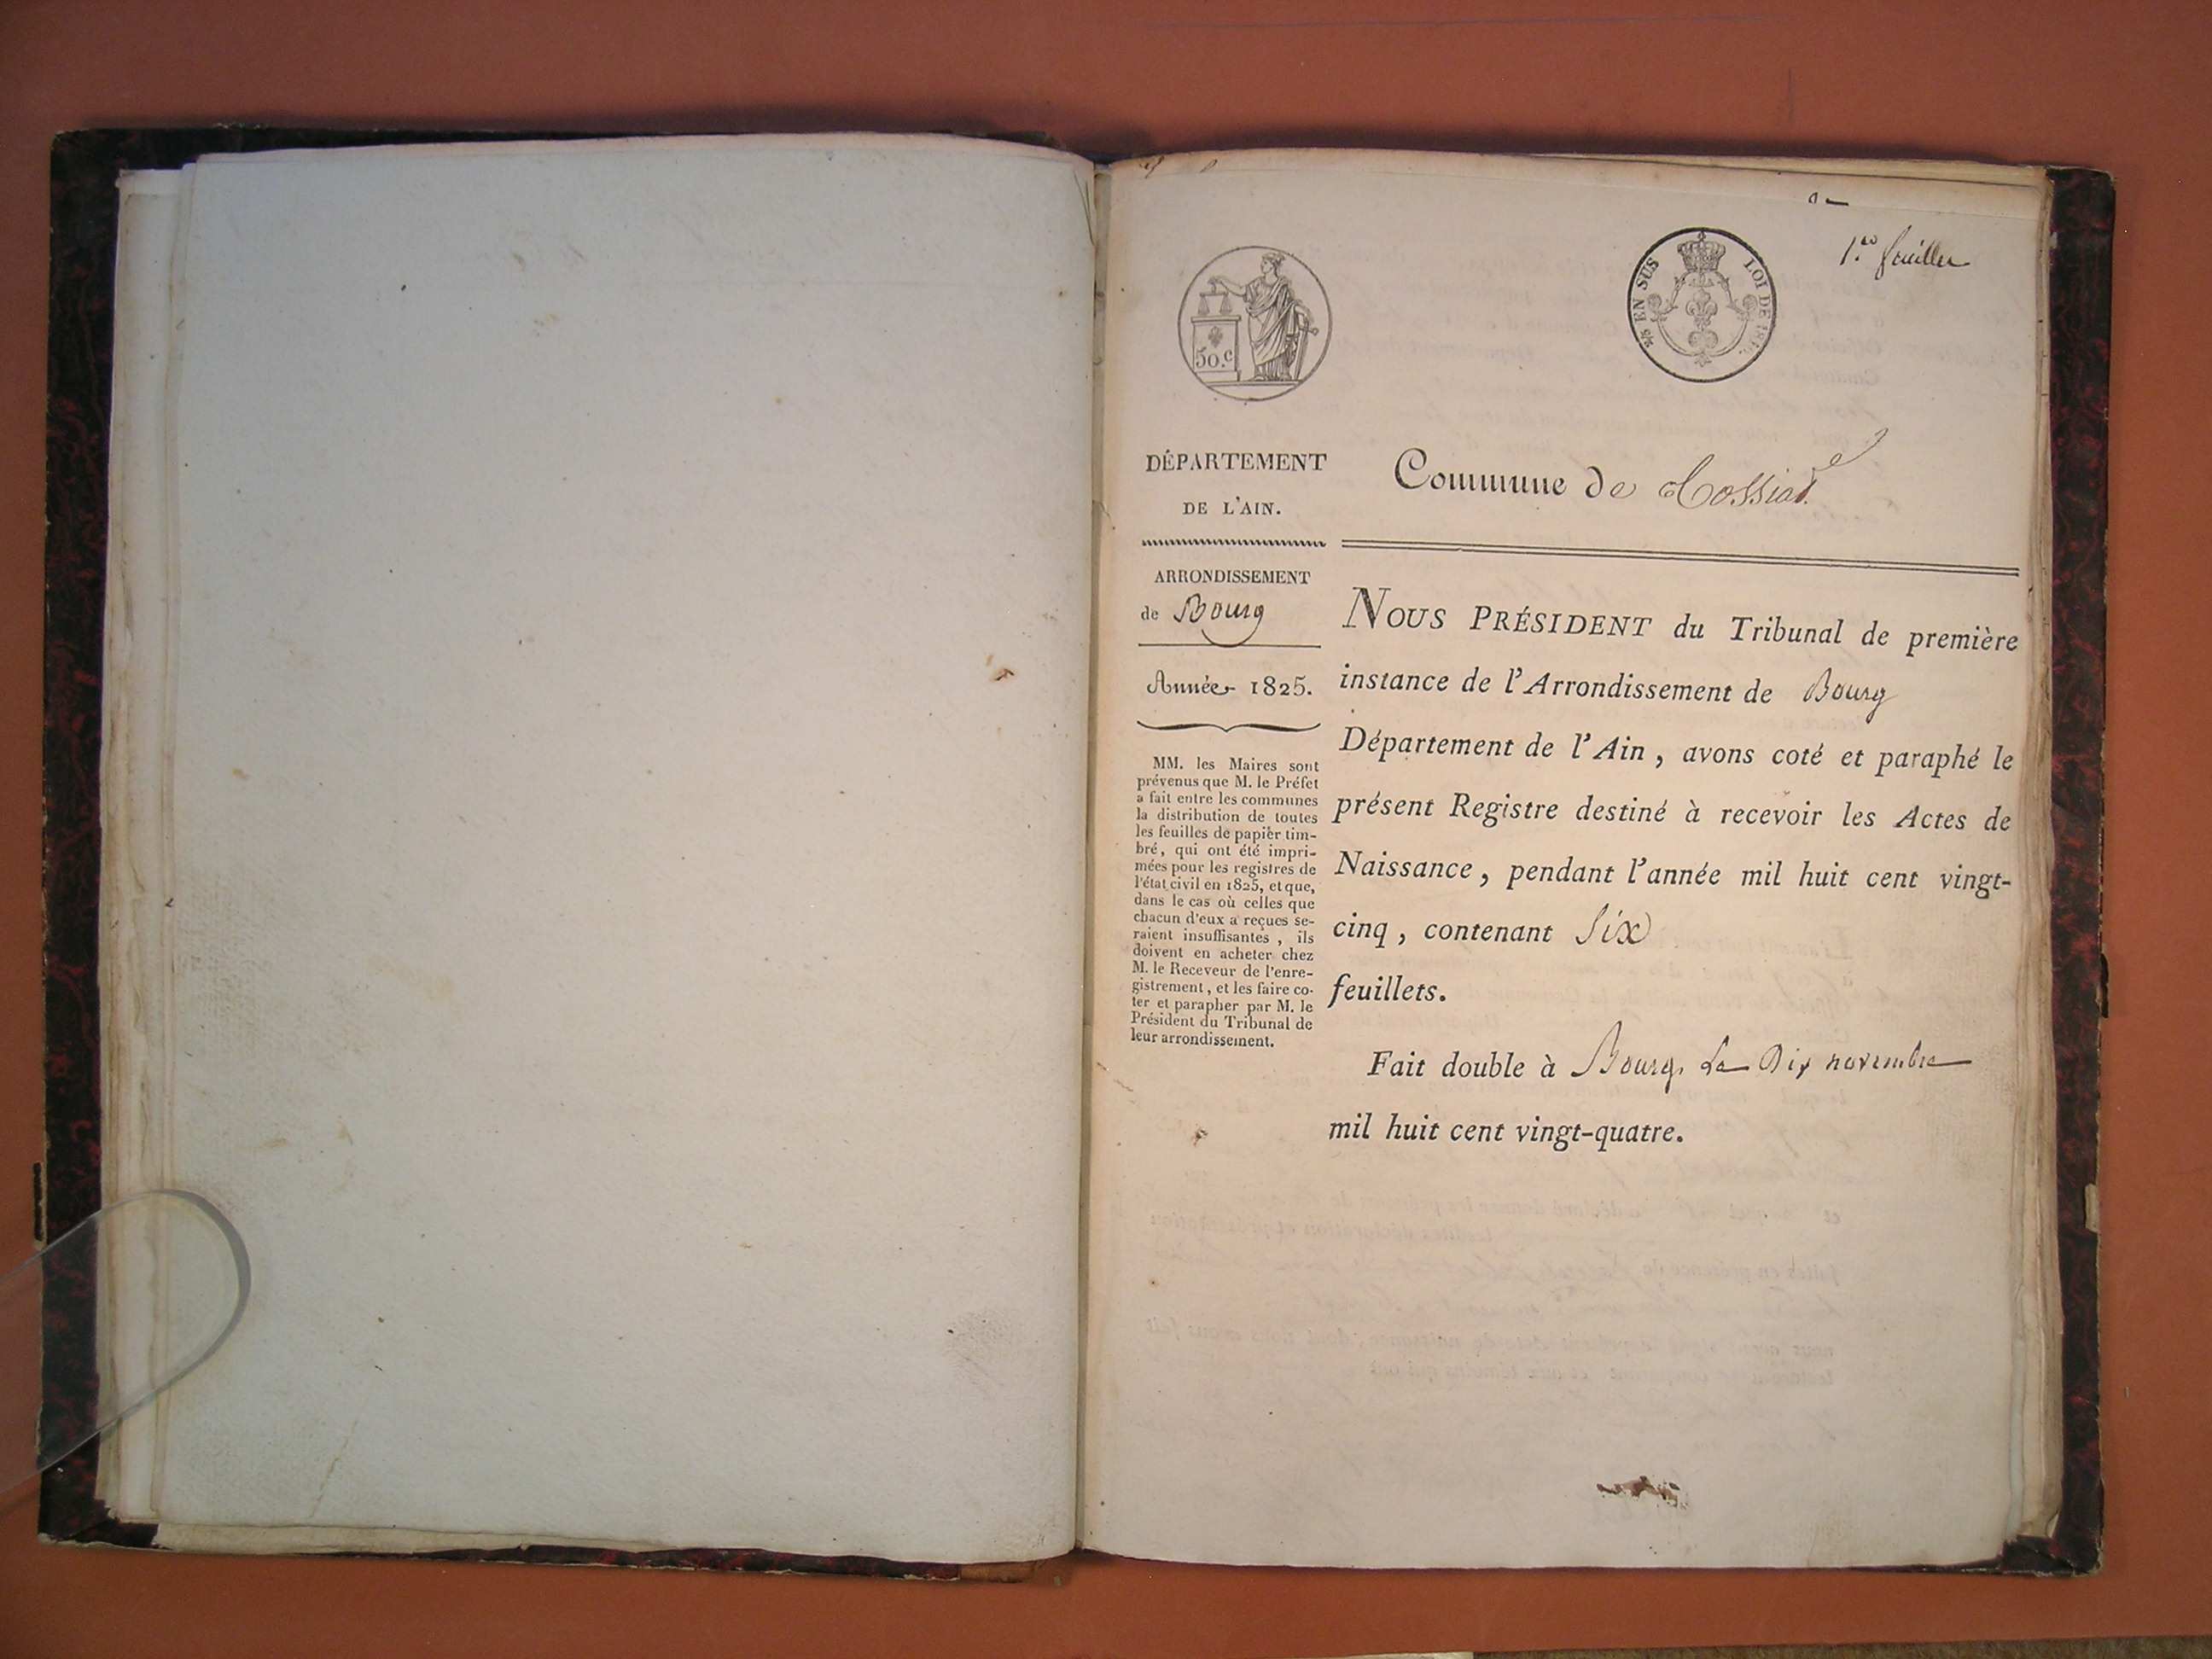 1.er feuillet
50.c
EN SUS LOI DE
DÉPARTEMENT
DE L'AIN.
Commune de Tossiat
ARRONDISSEMENT
de Bourg
Année 1825.
MM. les Maires sont
prévenus que M. le Préfet
a fait entre les communes
la distribution de toutes
les feuilles de papier tim-
bré, qui ont été impri-
mées pour les registres de
l'état civil en 1825, et que,
dans le cas où celles que
chacun d'eux a reçues se-
raient insuffisantes, ils
doivent en acheter chez
M. le Receveur de l'enre-
gistrement, et les faire co-
ter et parapher par M. le
Président du Tribunal de
leur arrondissement.
NOUS PRÉSIDENT du Tribunal de première
instance de l'Arrondissement de Bourg
Département de l'Ain, avons coté et paraphé le
présent Registre destiné à recevoir les Actes de
Naissance, pendant l'année mil huit cent vingt-
cinq, contenant Six
feuillets.
Fait double à Bourg, Le Dix novembre
mil huit cent vingt-quatre.